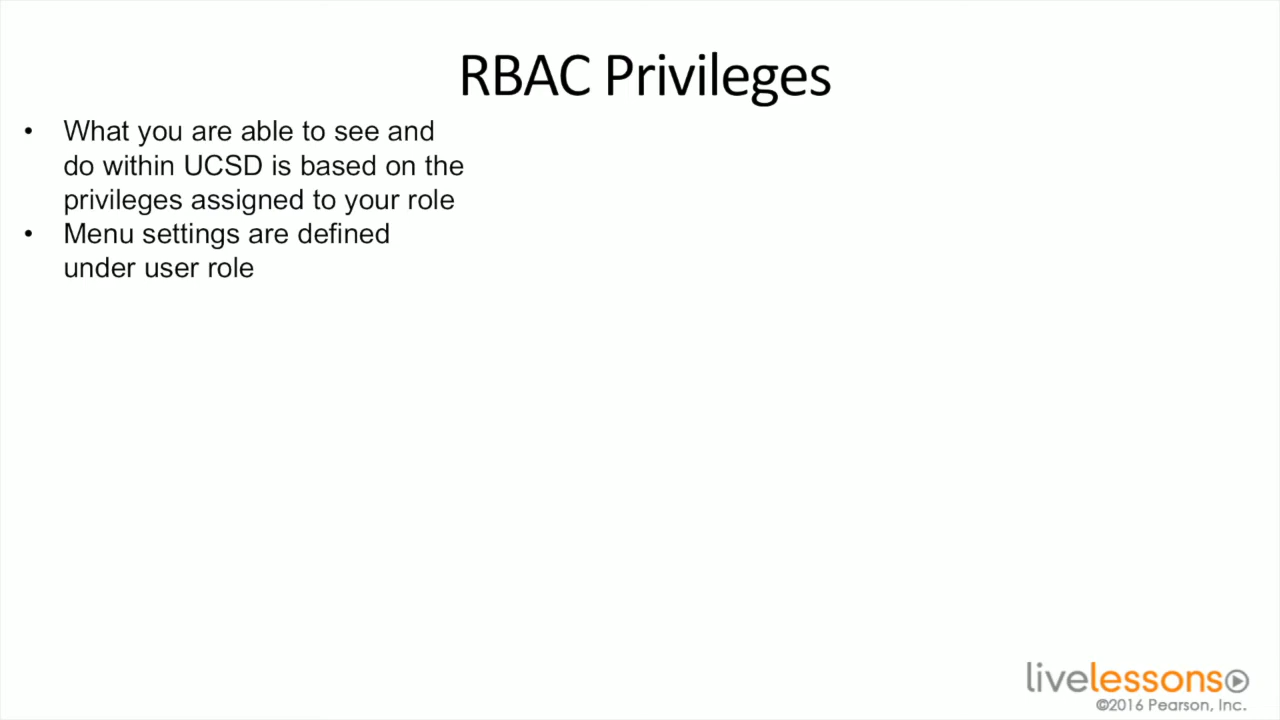 RBAC Privileges
• What you are able to see and
do within UCSD is based on the
privileges assigned to your role
• Menu settings are defined
under user role
livelessons
©2016 Pearson, Inc.